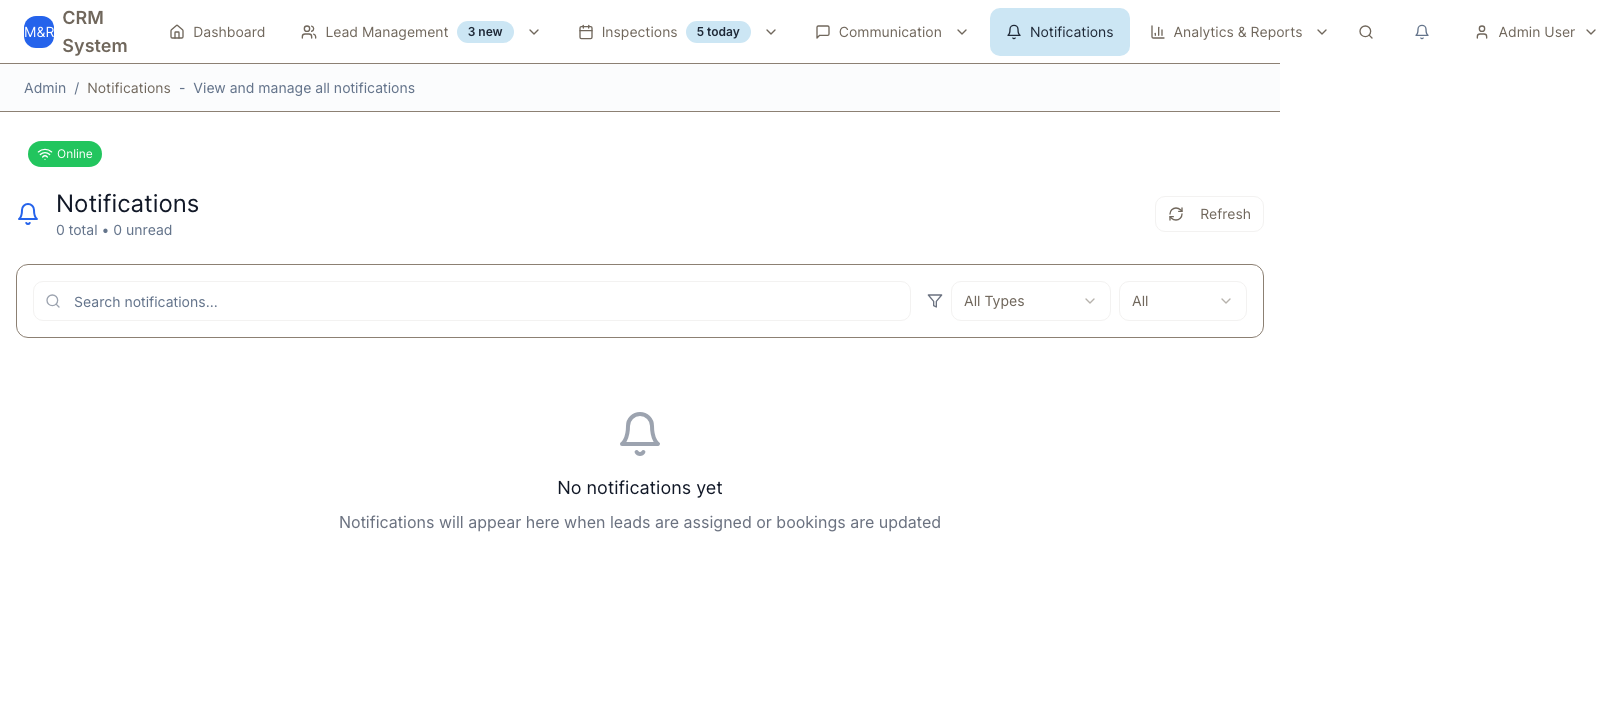 M&R
CRM
System
Dashboard
Lead Management 3 new
Inspections 5 today
Communication
Notifications
Analytics & Reports
Admin User
Admin / Notifications - View and manage all notifications
Online
Notifications
0 total • 0 unread
Refresh
Search notifications...
All Types
All
No notifications yet
Notifications will appear here when leads are assigned or bookings are updated